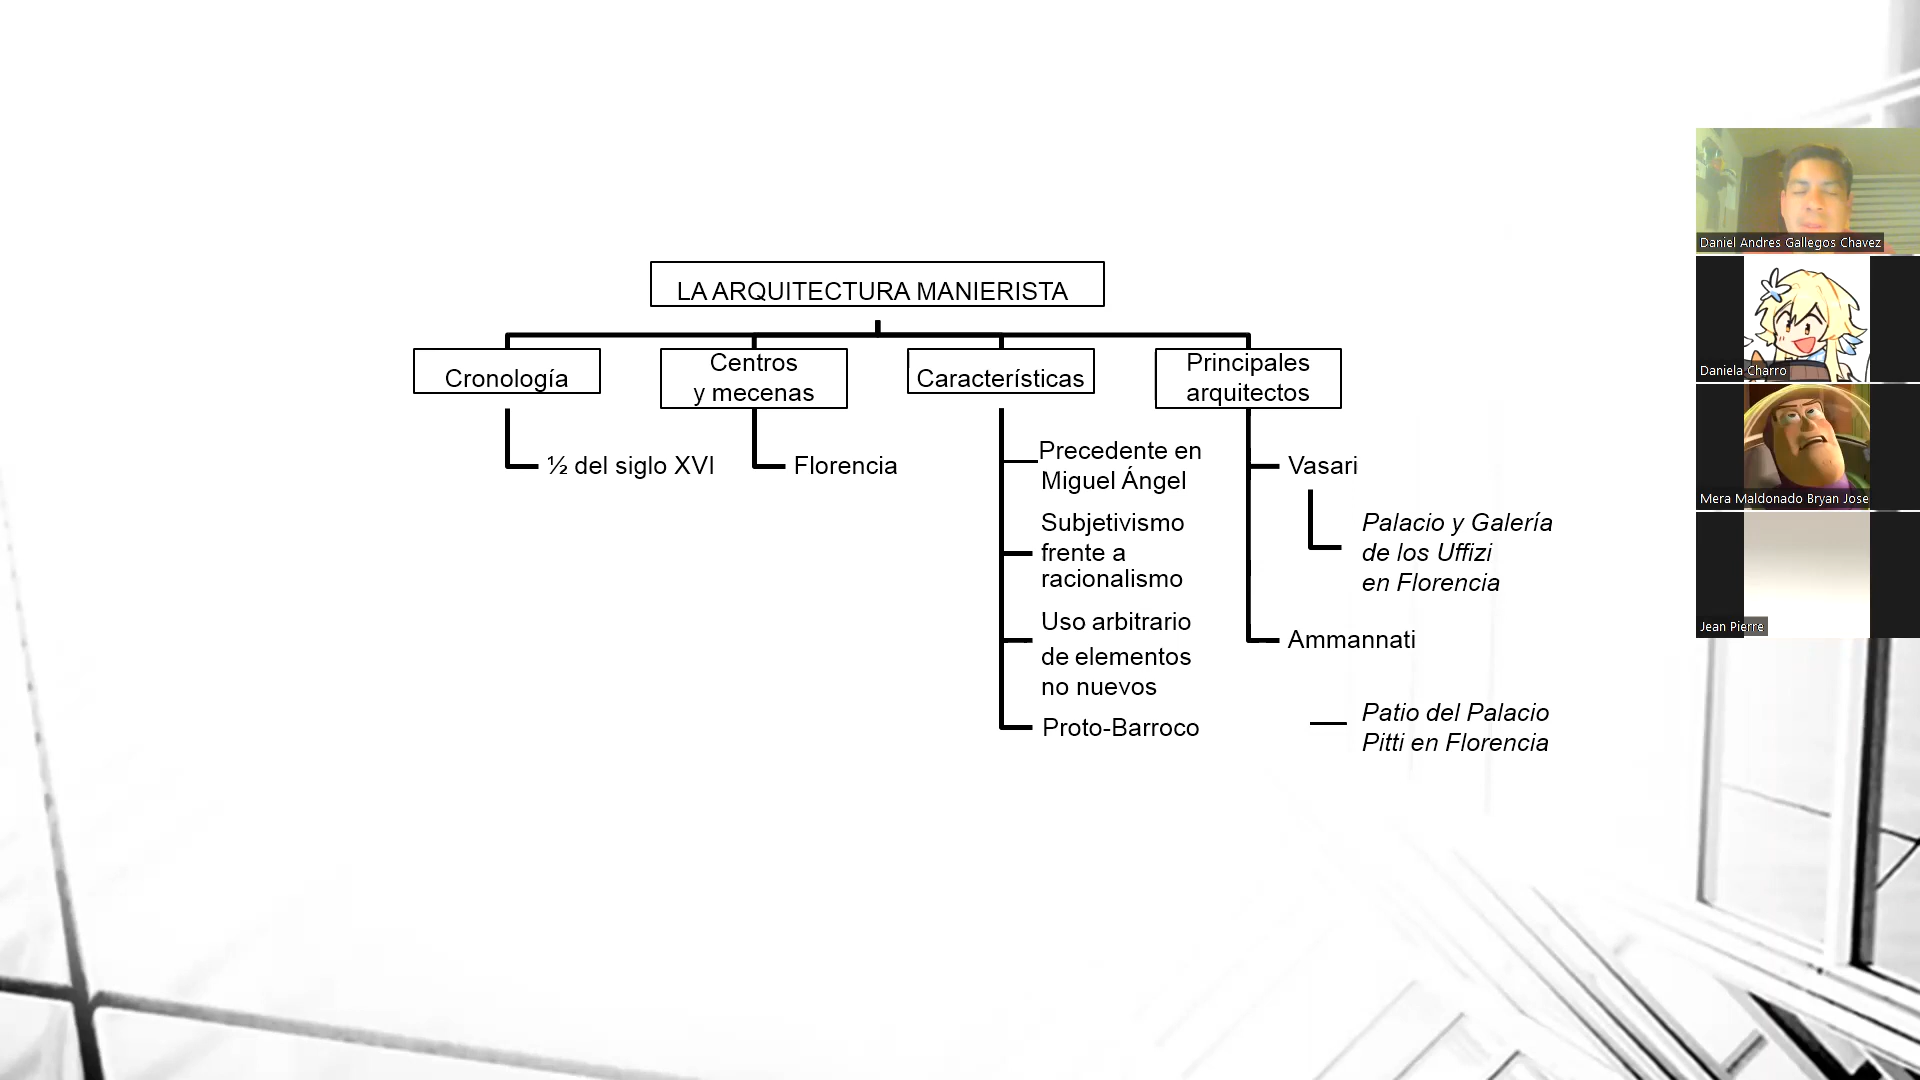 LA ARQUITECTURA MANIERISTA
Cronología
½ del siglo XVI
Centros
y mecenas
Florencia
Características
Precedente en
Miguel Ángel
Subjetivismo
frente a
racionalismo
Uso arbitrario
de elementos
no nuevos
Proto-Barroco
Principales
arquitectos
Vasari
Palacio y Galería
de los Uffizi
en Florencia
Ammannati
Patio del Palacio
Pitti en Florencia
Daniel Andres Gallegos Chavez
Daniela Charro
Mera Maldonado Bryan Jose
Jean Pierre